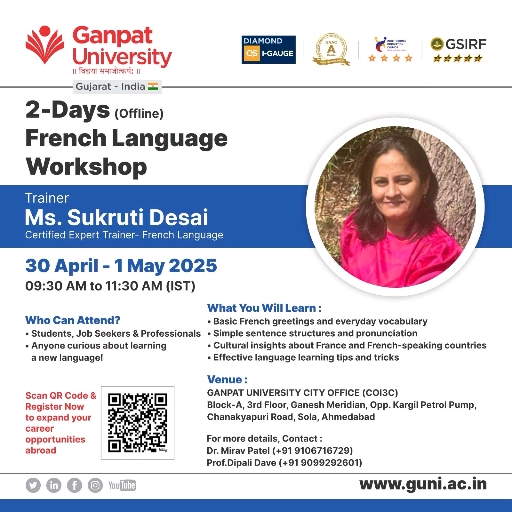 Ganpat
University
॥ विद्यया समाजोत्कर्षः ॥
Gujarat - India
DIAMOND
QS I·GAUGE
GSIRF
2-Days (Offline)
French Language
Workshop
Trainer
Ms. Sukruti Desai
Certified Expert Trainer- French Language
30 April - 1 May 2025
09:30 AM to 11:30 AM (IST)
Who Can Attend?
• Students, Job Seekers & Professionals
• Anyone curious about learning
a new language!
What You Will Learn :
• Basic French greetings and everyday vocabulary
• Simple sentence structures and pronunciation
• Cultural insights about France and French-speaking countries
• Effective language learning tips and tricks
Scan QR Code &
Register Now
to expand your
career
opportunities
abroad
Venue :
GANPAT UNIVERSITY CITY OFFICE (COI3C)
Block-A, 3rd Floor, Ganesh Meridian, Opp. Kargil Petrol Pump,
Chanakyapuri Road, Sola, Ahmedabad
For more details, Contact :
Dr. Mirav Patel (+91 9106716729)
Prof.Dipali Dave (+91 9099292601)
YouTube
www.guni.ac.in